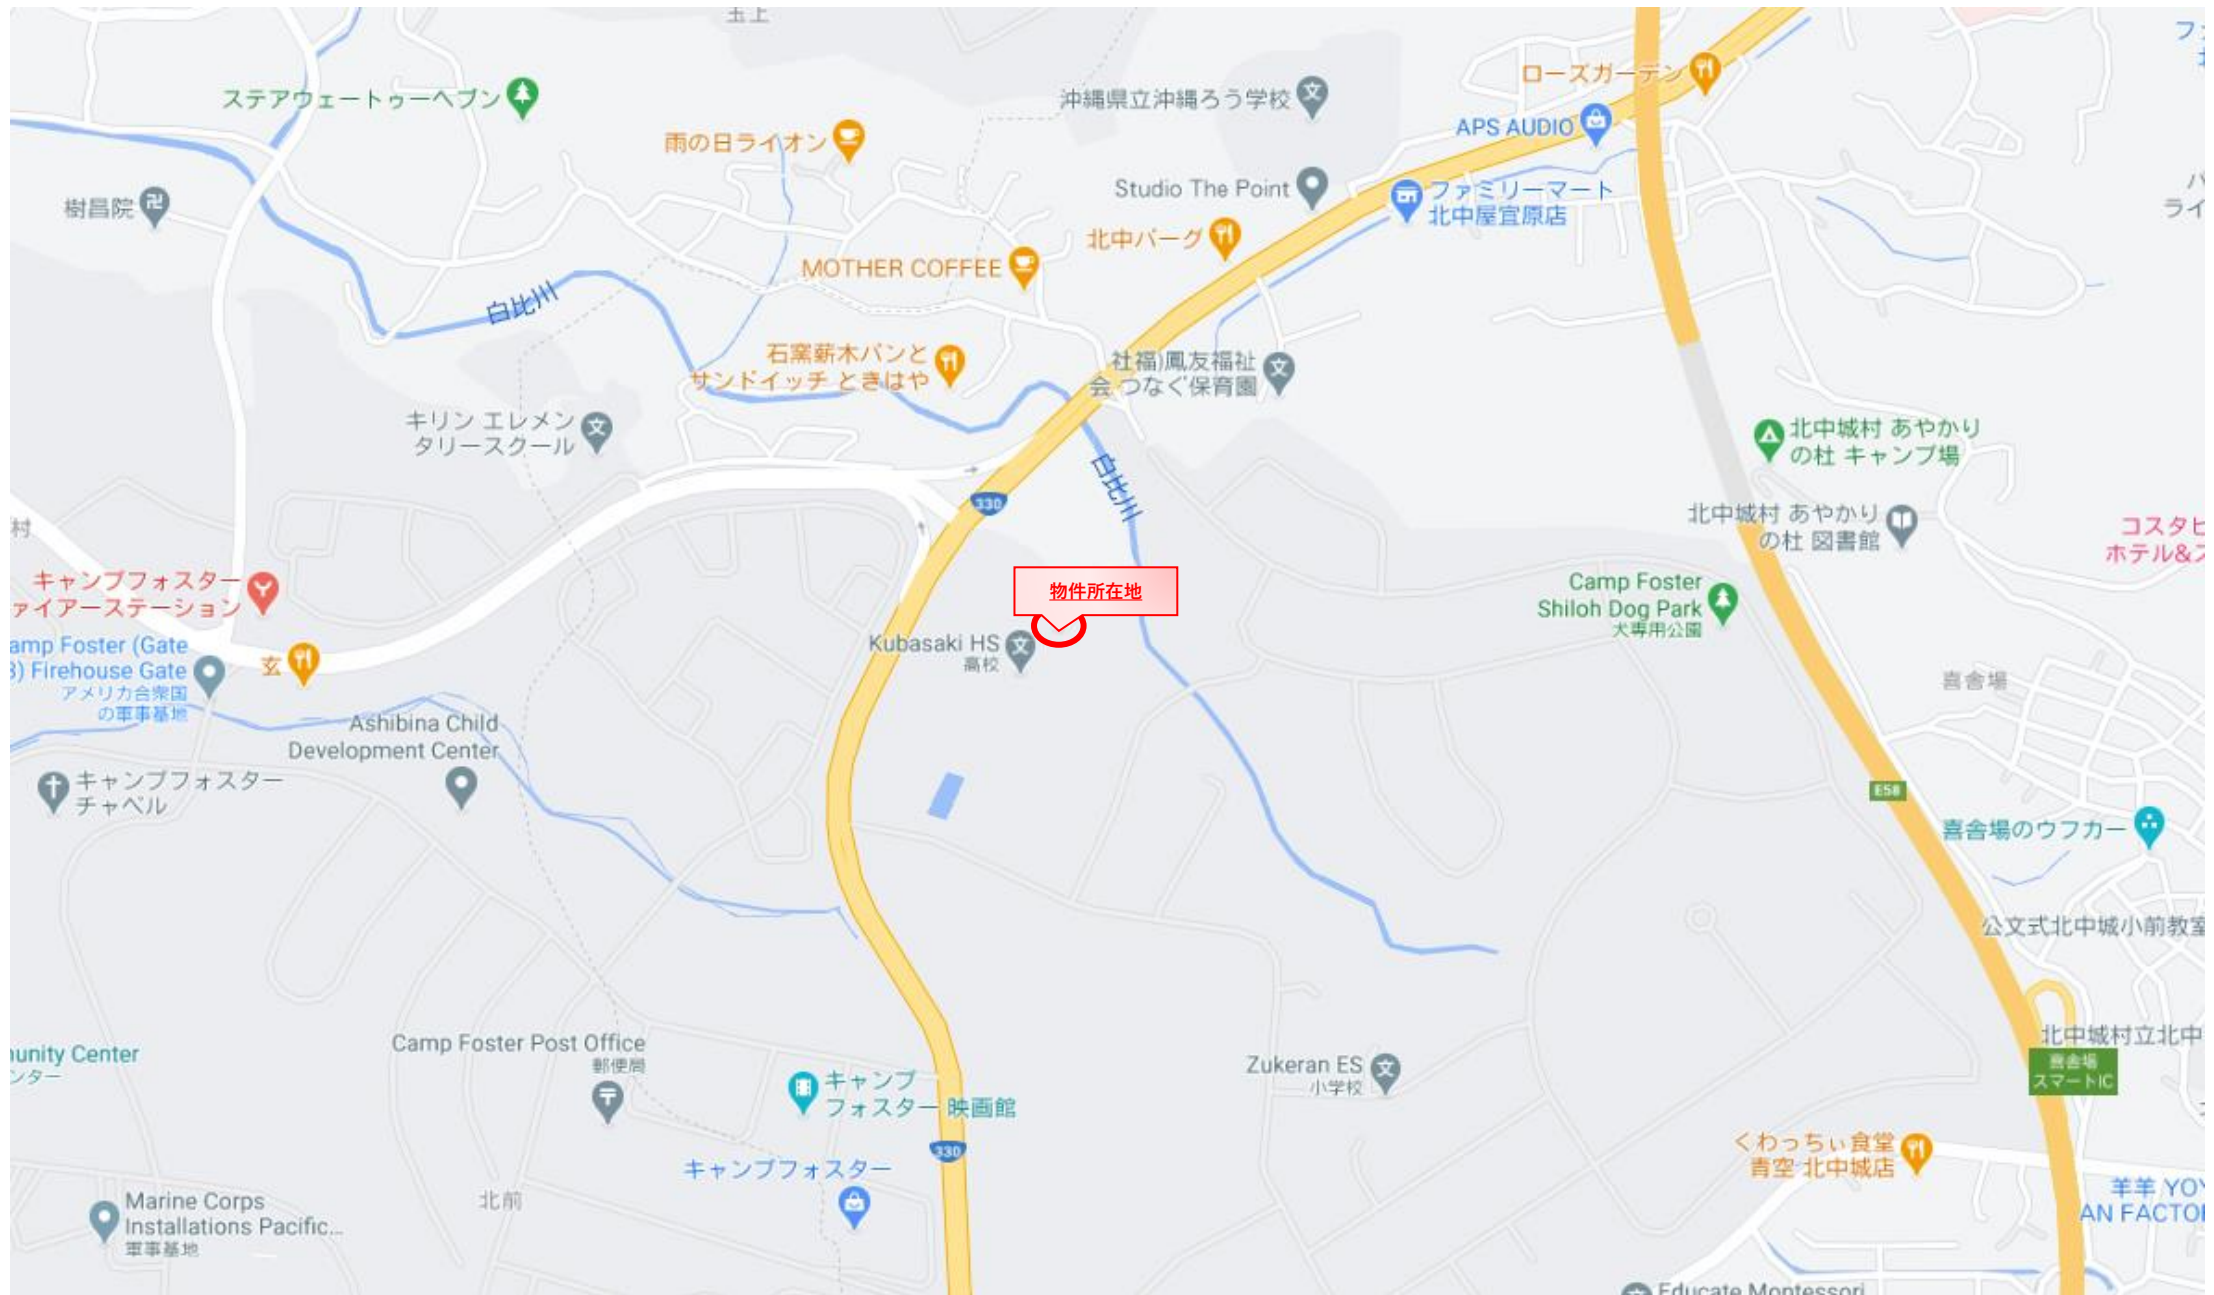 玉上
ステアウェートゥーヘブン
雨の日ライオン
沖縄県立沖縄ろう学校
ローズガーデン
APS AUDIO
樹昌院
Studio The Point
ファミリーマート
北中屋宜原店
北中バーグ
MOTHER COFFEE
白比川
石窯薪木パンと
サンドイッチ ときはや
社福)鳳友福祉
会 つなぐ保育園
キリン エレメン
タリースクール
330
白比川
北中城村 あやかり
の杜 キャンプ場
北中城村 あやかり
の杜 図書館
村
コスタビ
ホテル&ス
キャンプフォスター
ァイアーステーション
物件所在地
Camp Foster
Shiloh Dog Park
犬専用公園
amp Foster (Gate
) Firehouse Gate
アメリカ合衆国
の軍事基地
玄
Kubasaki HS
高校
喜舎場
Ashibina Child
Development Center
キャンプフォスター
チャペル
E58
喜舎場のウフカー
公文式北中城小前教室
北中城村立北中
喜舎場
スマートIC
unity Center
ンター
Camp Foster Post Office
郵便局
キャンプ
フォスター 映画館
Zukeran ES
小学校
330
キャンプフォスター
くわっちぃ食堂
青空 北中城店
羊羊 YO
AN FACTO
Marine Corps
Installations Pacific...
軍事基地
北前
Educate Montessori